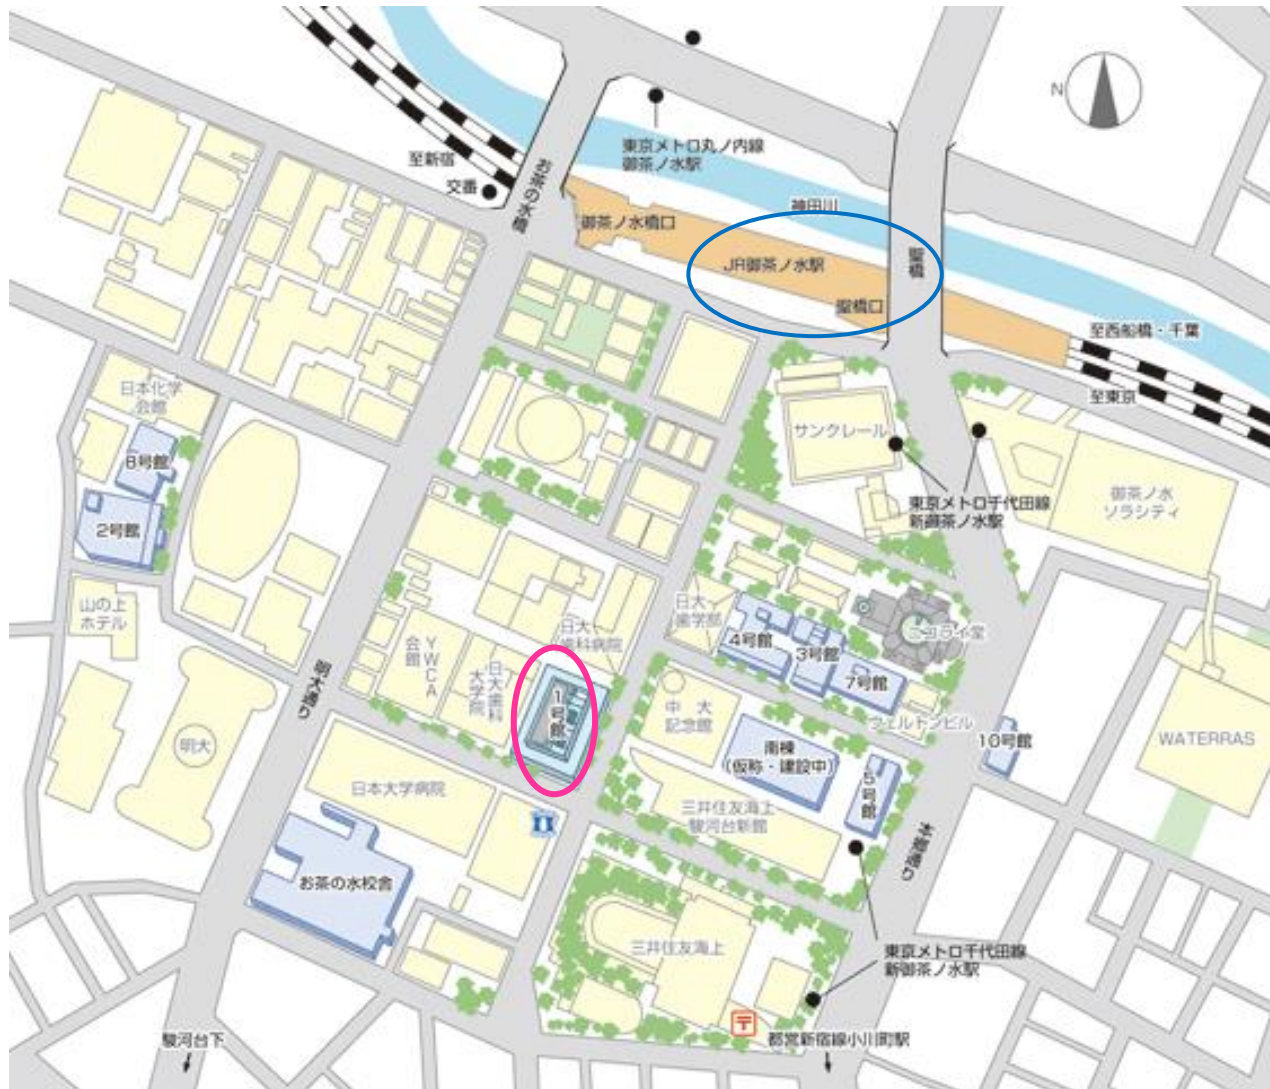 N
東京メトロ丸ノ内線
御茶ノ水駅
至新宿
交番
お茶の水橋
神田川
御茶ノ水橋口
JR御茶ノ水駅
聖橋
聖橋口
至西船橋・千葉
至東京
日本化学
会館
サンクレール
8号館
東京メトロ千代田線
新御茶ノ水駅
御茶ノ水
ソラシティ
2号館
山の上
ホテル
日大
歯学部
日大
歯科病院
4号館
3号館
7号館
ニコライ堂
YWCA
会館
日大歯科
大学院
1号館
明大通り
中大
記念館
ウェルトンビル
10号館
WATERRAS
明大
南棟
(仮称・建設中)
5号館
日本大学病院
三井住友海上
駿河台新館
本郷通り
お茶の水校舎
三井住友海上
東京メトロ千代田線
新御茶ノ水駅
〒
駿河台下
都営新宿線小川町駅